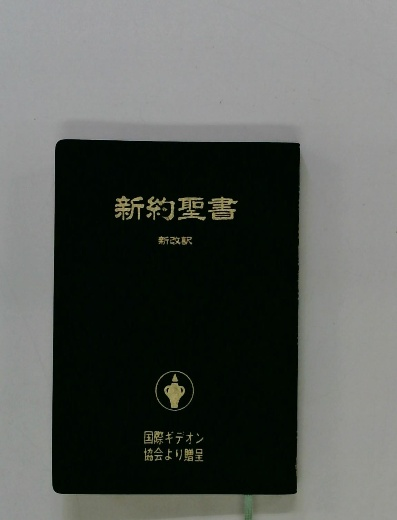 新約聖書
新改訳
国際ギデオン
協会より贈呈